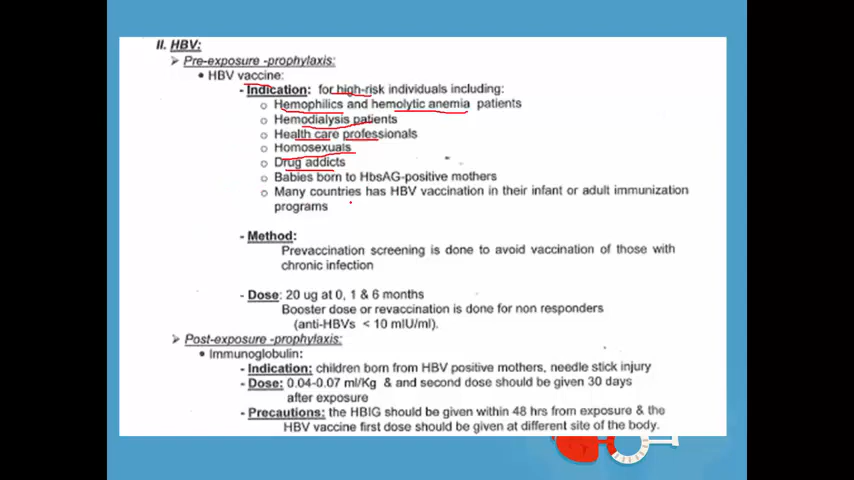 II. HBV:
➢ Pre-exposure -prophylaxis:
• HBV vaccine:
- Indication: for high-risk individuals including:
o Hemophilics and hemolytic anemia patients
o Hemodialysis patients
o Health care professionals
o Homosexuals
o Drug addicts
o Babies born to HbsAG-positive mothers
o Many countries has HBV vaccination in their infant or adult immunization
programs
- Method:
Prevaccination screening is done to avoid vaccination of those with
chronic infection
- Dose: 20 ug at 0, 1 & 6 months
Booster dose or revaccination is done for non responders
(anti-HBVs < 10 mIU/ml).
➢ Post-exposure -prophylaxis:
• Immunoglobulin:
- Indication: children born from HBV positive mothers, needle stick injury
- Dose: 0.04-0.07 ml/Kg & and second dose should be given 30 days
after exposure
- Precautions: the HBIG should be given within 48 hrs from exposure & the
HBV vaccine first dose should be given at different site of the body.